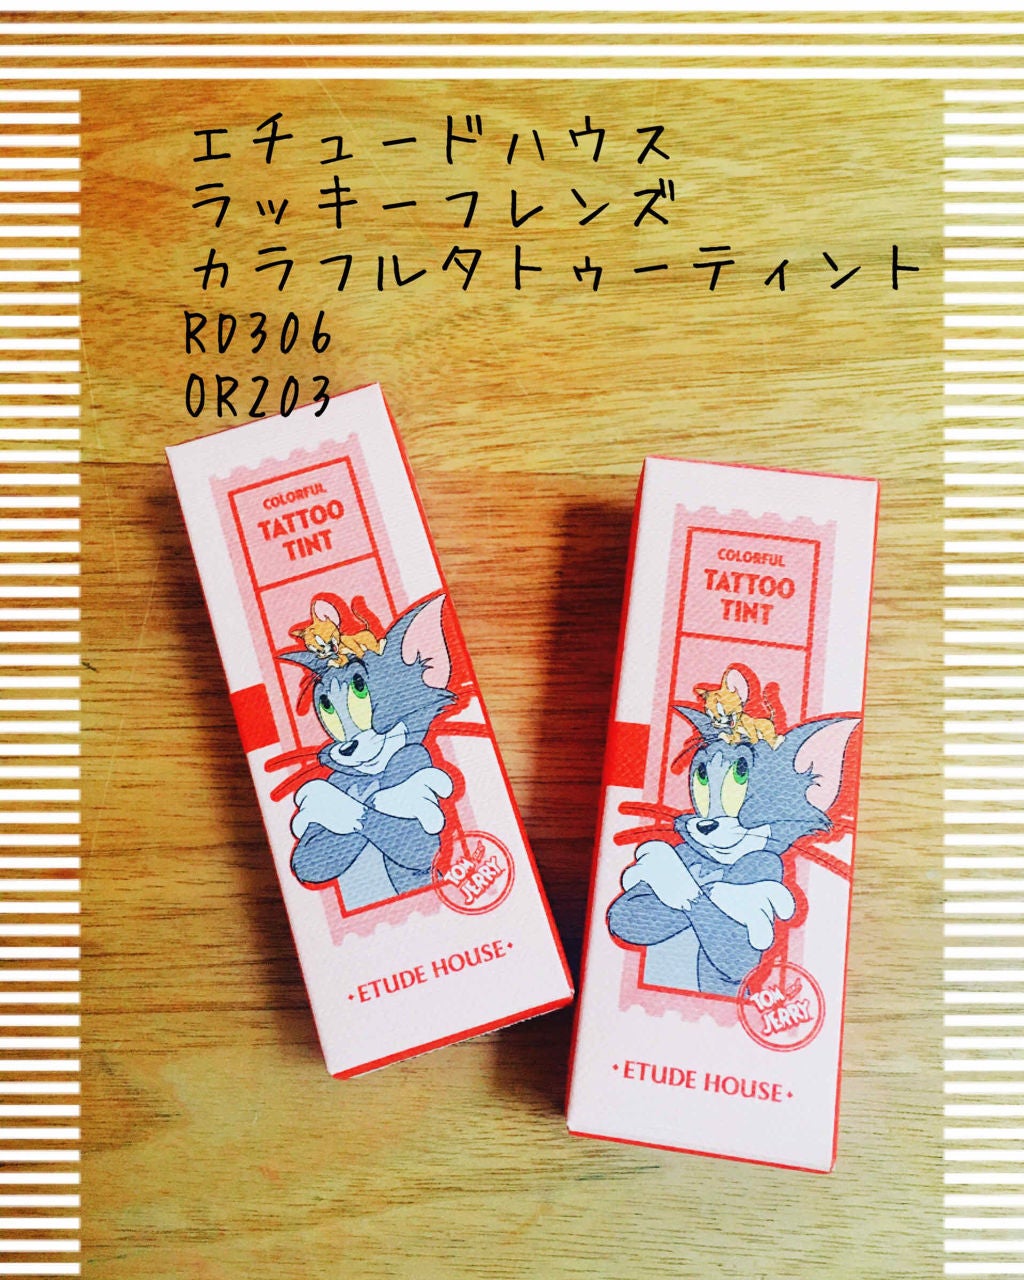 エチュードハウス
ラッキーフレンズ
カラフルタトゥーティント
RD306
OR203
COLORFUL
TATTOO
TINT
TOM AND
JERRY
ETUDE HOUSE
COLORFUL
TATTOO
TINT
TOM AND
JERRY
ETUDE HOUSE